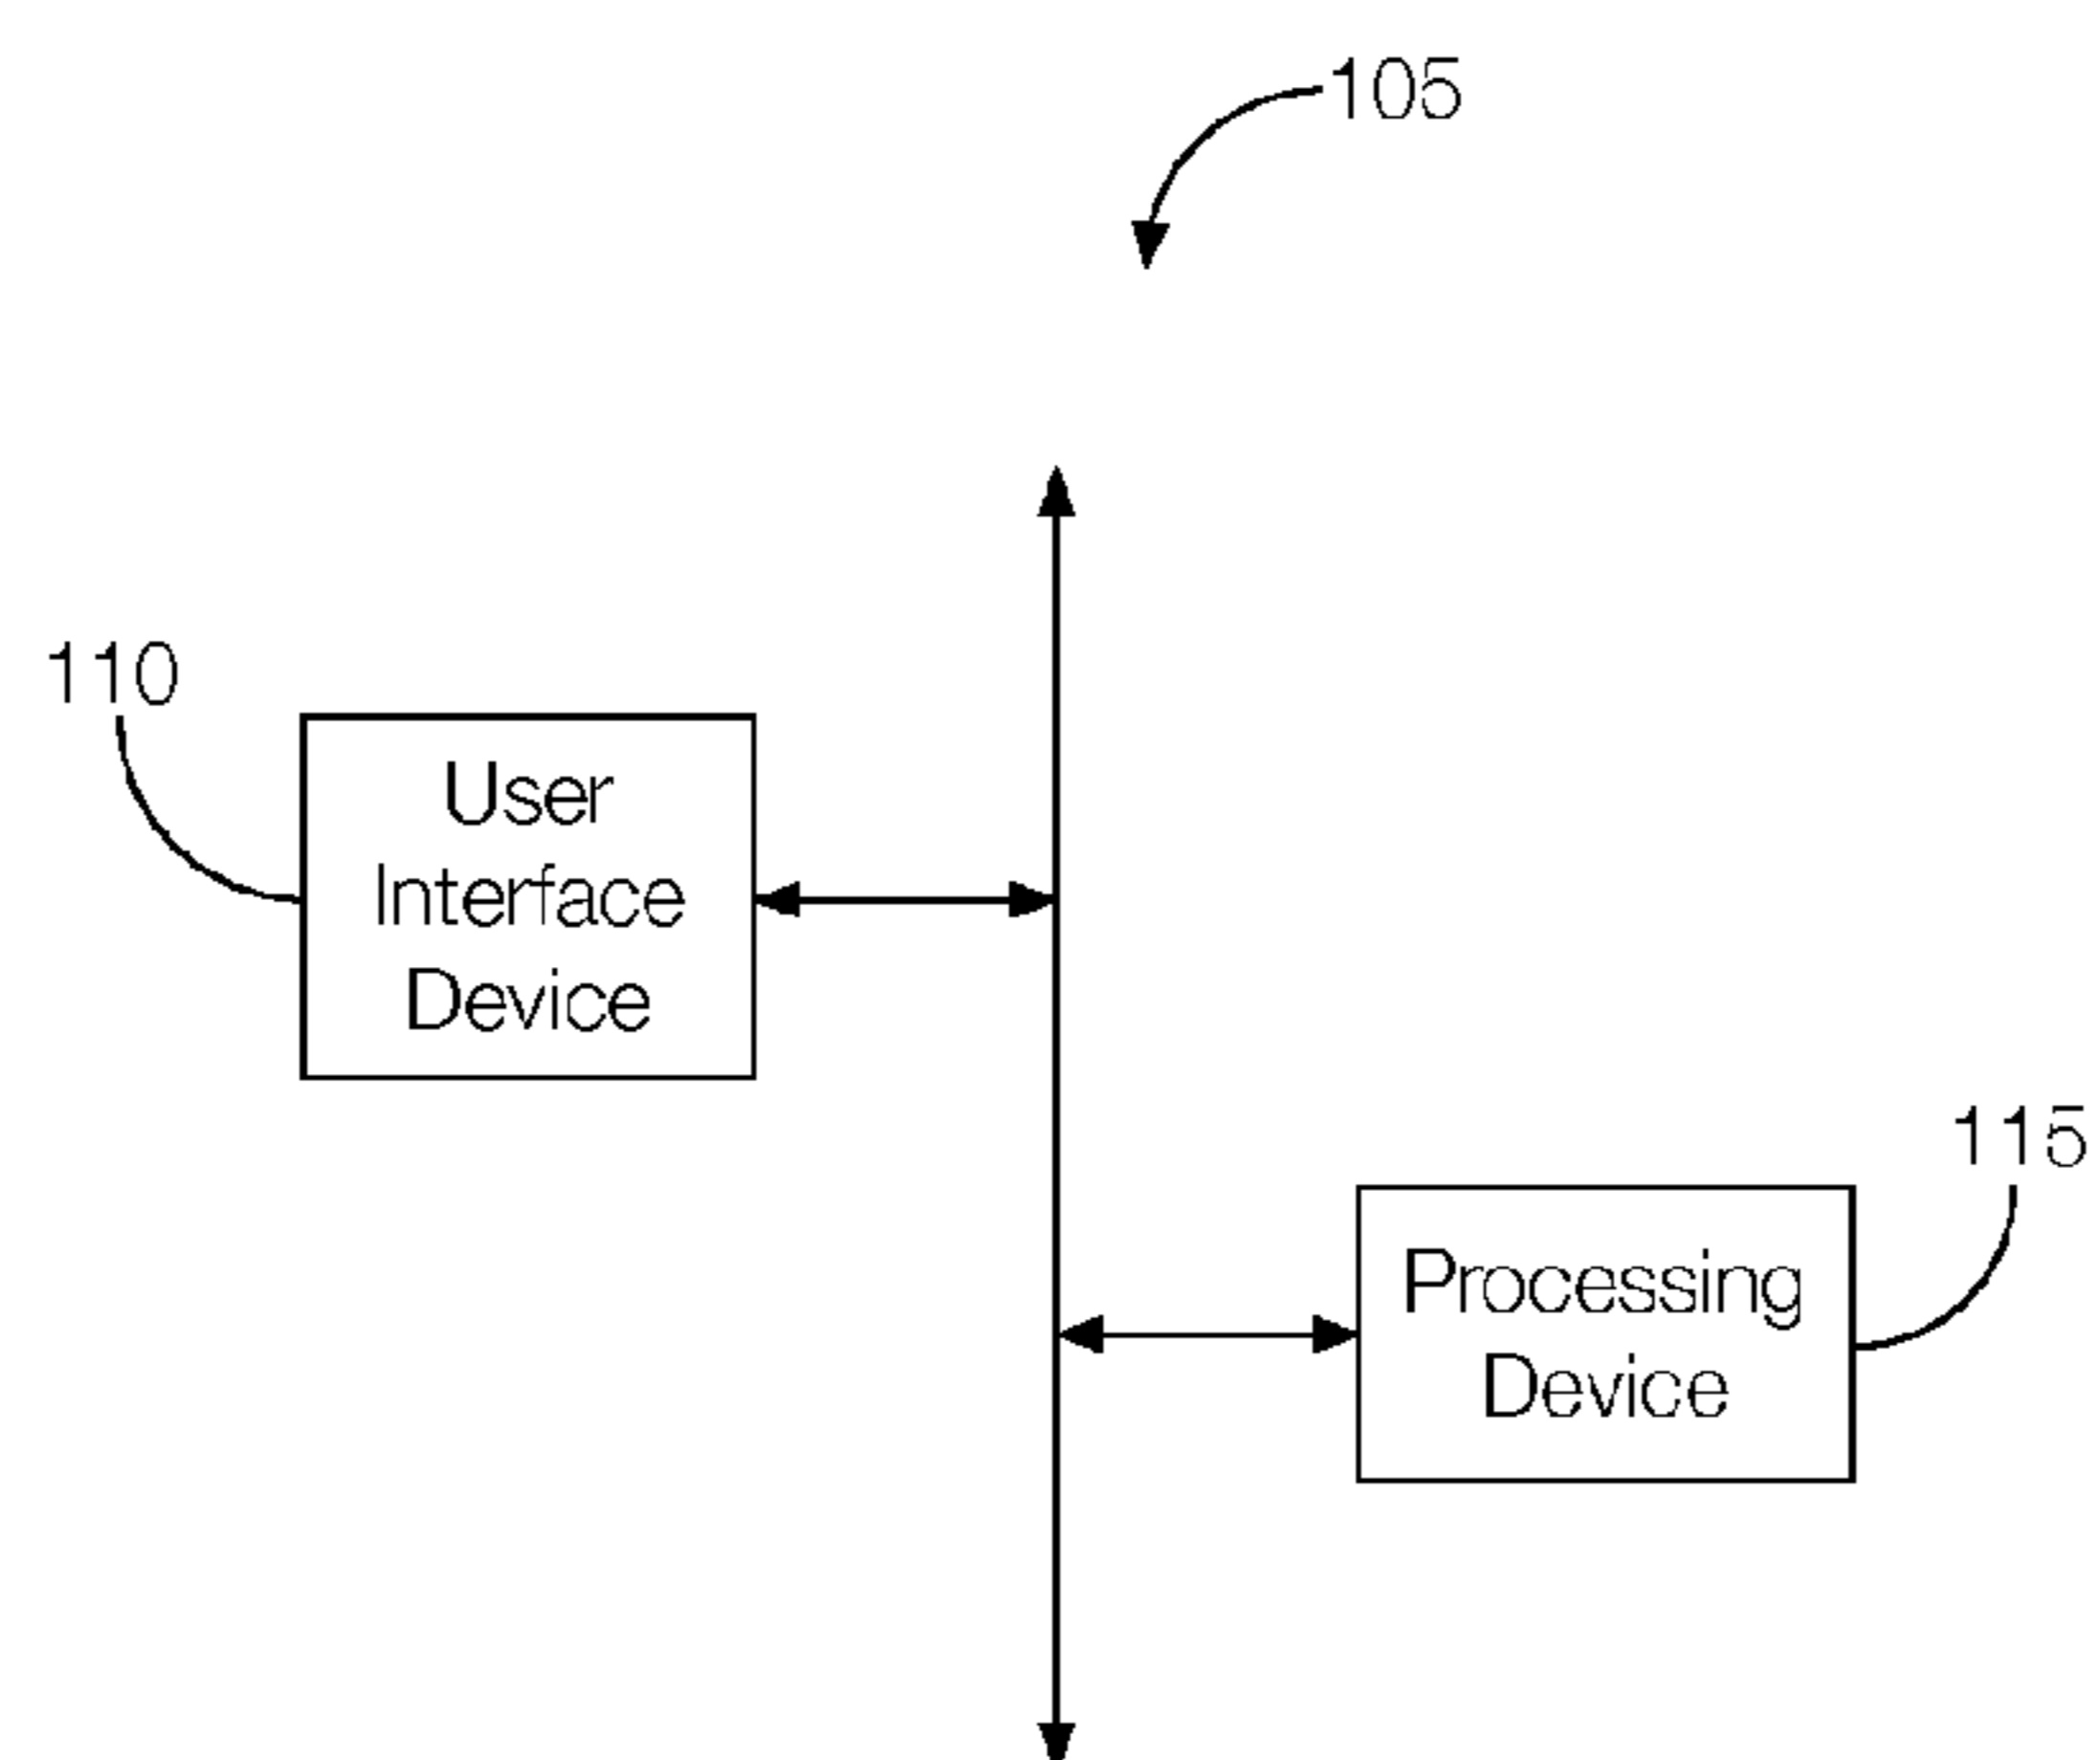 105
110
User
Interface
Device
115
Processing
Device